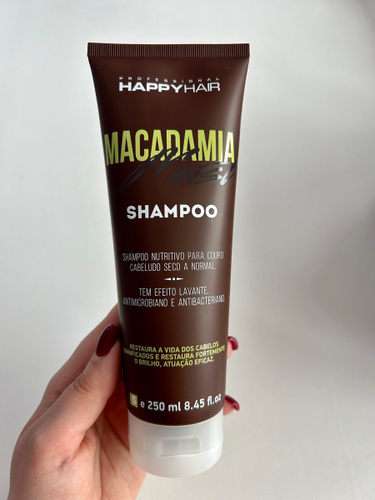 PROFESSIONAL
HAPPYHAIR
MACADAMIA
SHAMPOO
SHAMPOO NUTRITIVO PARA COURO
CABELUDO SECO A NORMAL.
TEM EFEITO LAVANTE,
ANTIMICROBIANO E ANTIBACTERIANO.
RESTAURA A VIDA DOS CABELOS
DANIFICADOS E RESTAURA FORTEMENTE
O BRILHO, ATUAÇÃO EFICAZ.
e 250 ml 8.45 fl.oz